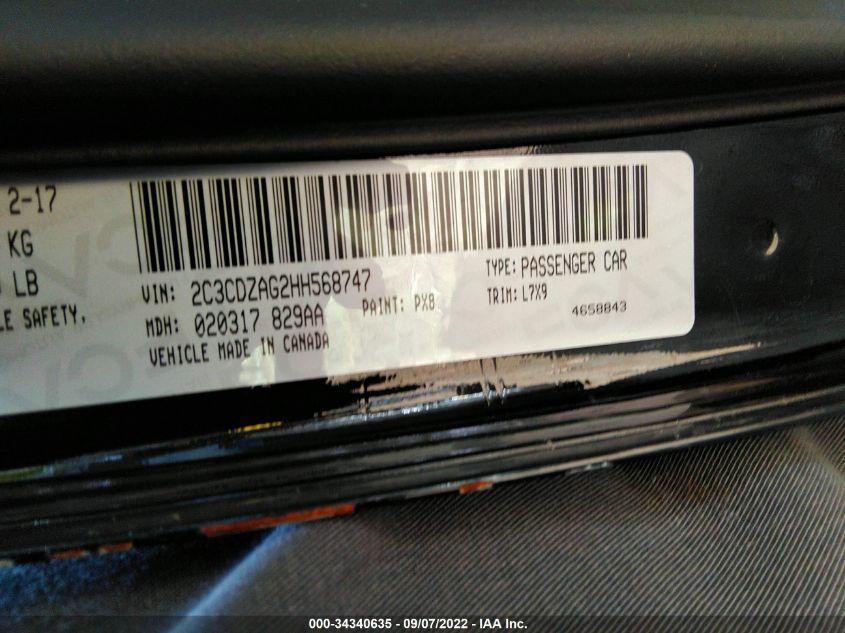 2-17
KG
LB
LE SAFETY,
VIN: 2C3CDZAG2HH568747
TYPE: PASSENGER CAR
MDH: 020317 829AA
PAINT: PX8
TRIM: L7X9
VEHICLE MADE IN CANADA
4658843
000-34340635 - 09/07/2022 - IAA Inc.